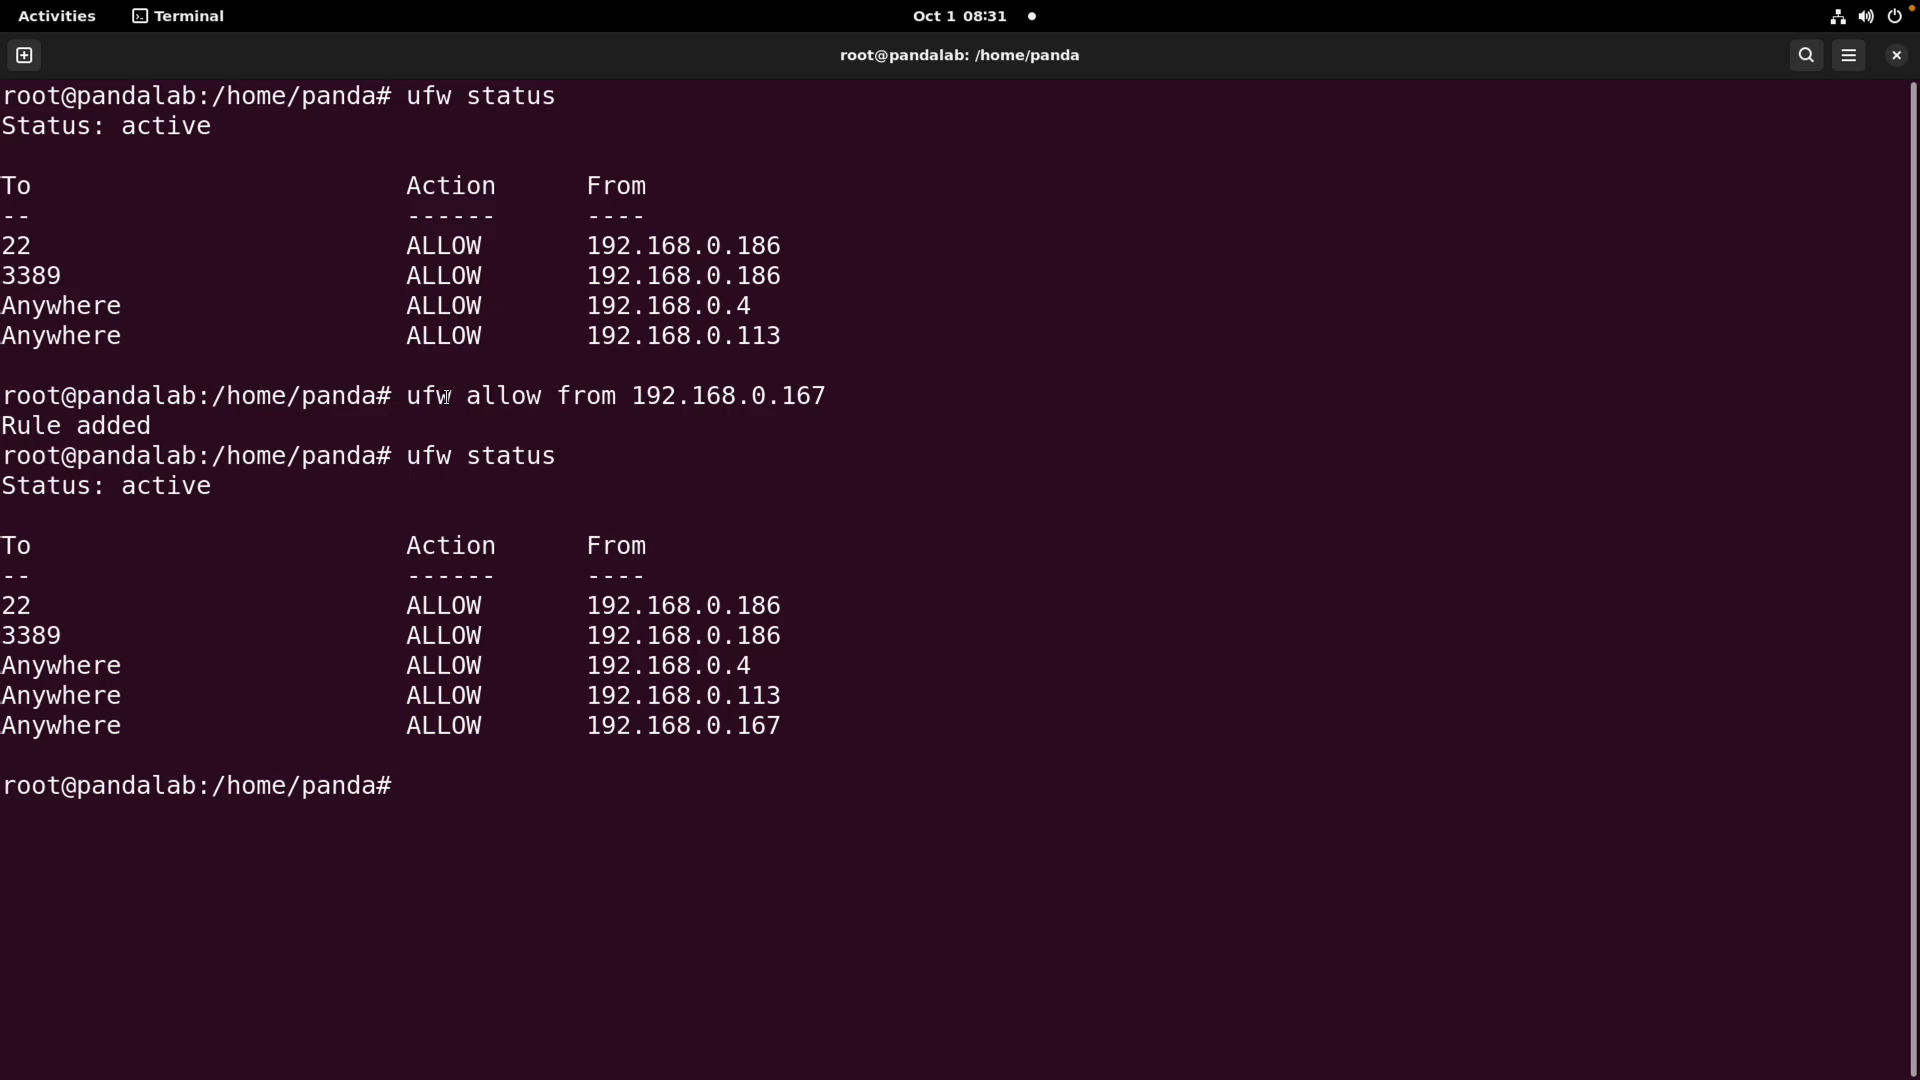 Activities Terminal Oct 1 08:31
root@pandalab: /home/panda
root@pandalab:/home/panda# ufw status
Status: active
To                         Action      From
--                         ------      ----
22                         ALLOW       192.168.0.186
3389                       ALLOW       192.168.0.186
Anywhere                   ALLOW       192.168.0.4
Anywhere                   ALLOW       192.168.0.113
root@pandalab:/home/panda# ufw allow from 192.168.0.167
Rule added
root@pandalab:/home/panda# ufw status
Status: active
To                         Action      From
--                         ------      ----
22                         ALLOW       192.168.0.186
3389                       ALLOW       192.168.0.186
Anywhere                   ALLOW       192.168.0.4
Anywhere                   ALLOW       192.168.0.113
Anywhere                   ALLOW       192.168.0.167
root@pandalab:/home/panda#